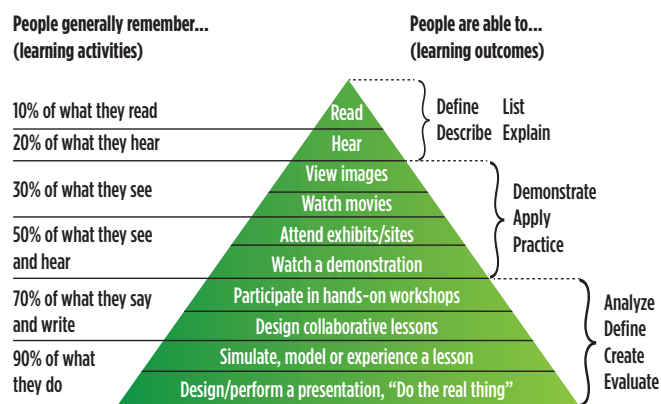 People generally remember...
(learning activities)
People are able to...
(learning outcomes)
10% of what they read
Read
Define List
Describe Explain
20% of what they hear
Hear
30% of what they see
View images
Watch movies
Demonstrate
Apply
Practice
50% of what they see
and hear
Attend exhibits/sites
Watch a demonstration
70% of what they say
and write
Participate in hands-on workshops
Design collaborative lessons
Analyze
Define
Create
Evaluate
90% of what
they do
Simulate, model or experience a lesson
Design/perform a presentation, “Do the real thing”